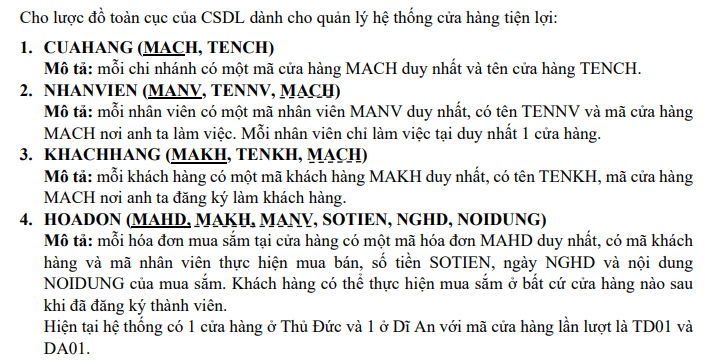 Cho lược đồ toàn cục của CSDL dành cho quản lý hệ thống cửa hàng tiện lợi:
1. CUAHANG (MACH, TENCH)
Mô tả: mỗi chi nhánh có một mã cửa hàng MACH duy nhất và tên cửa hàng TENCH.
2. NHANVIEN (MANV, TENNV, MACH)
Mô tả: mỗi nhân viên có một mã nhân viên MANV duy nhất, có tên TENNV và mã cửa hàng
MACH nơi anh ta làm việc. Mỗi nhân viên chỉ làm việc tại duy nhất 1 cửa hàng.
3. KHACHHANG (MAKH, TENKH, MACH)
Mô tả: mỗi khách hàng có một mã khách hàng MAKH duy nhất, có tên TENKH, mã cửa hàng
MACH nơi anh ta đăng ký làm khách hàng.
4. HOADON (MAHD, MAKH, MANV, SOTIEN, NGHD, NOIDUNG)
Mô tả: mỗi hóa đơn mua sắm tại cửa hàng có một mã hóa đơn MAHD duy nhất, có mã khách
hàng và mã nhân viên thực hiện mua bán, số tiền SOTIEN, ngày NGHD và nội dung
NOIDUNG của mua sắm. Khách hàng có thể thực hiện mua sắm ở bất cứ cửa hàng nào sau
khi đã đăng ký thành viên.
Hiện tại hệ thống có 1 cửa hàng ở Thủ Đức và 1 ở Dĩ An với mã cửa hàng lần lượt là TD01 và
DA01.